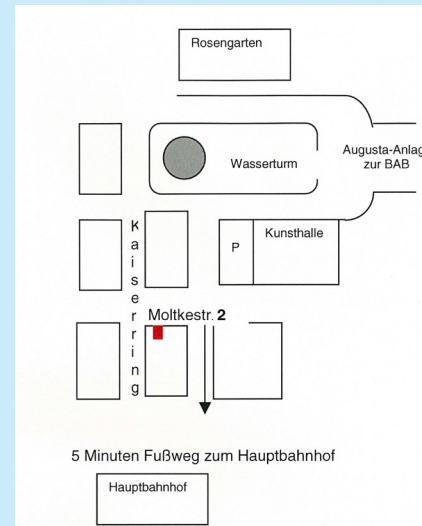 Rosengarten
Wasserturm
Augusta-Anlag
zur BAB
Kaiserring
P
Kunsthalle
Moltkestr. 2
5 Minuten Fußweg zum Hauptbahnhof
Hauptbahnhof